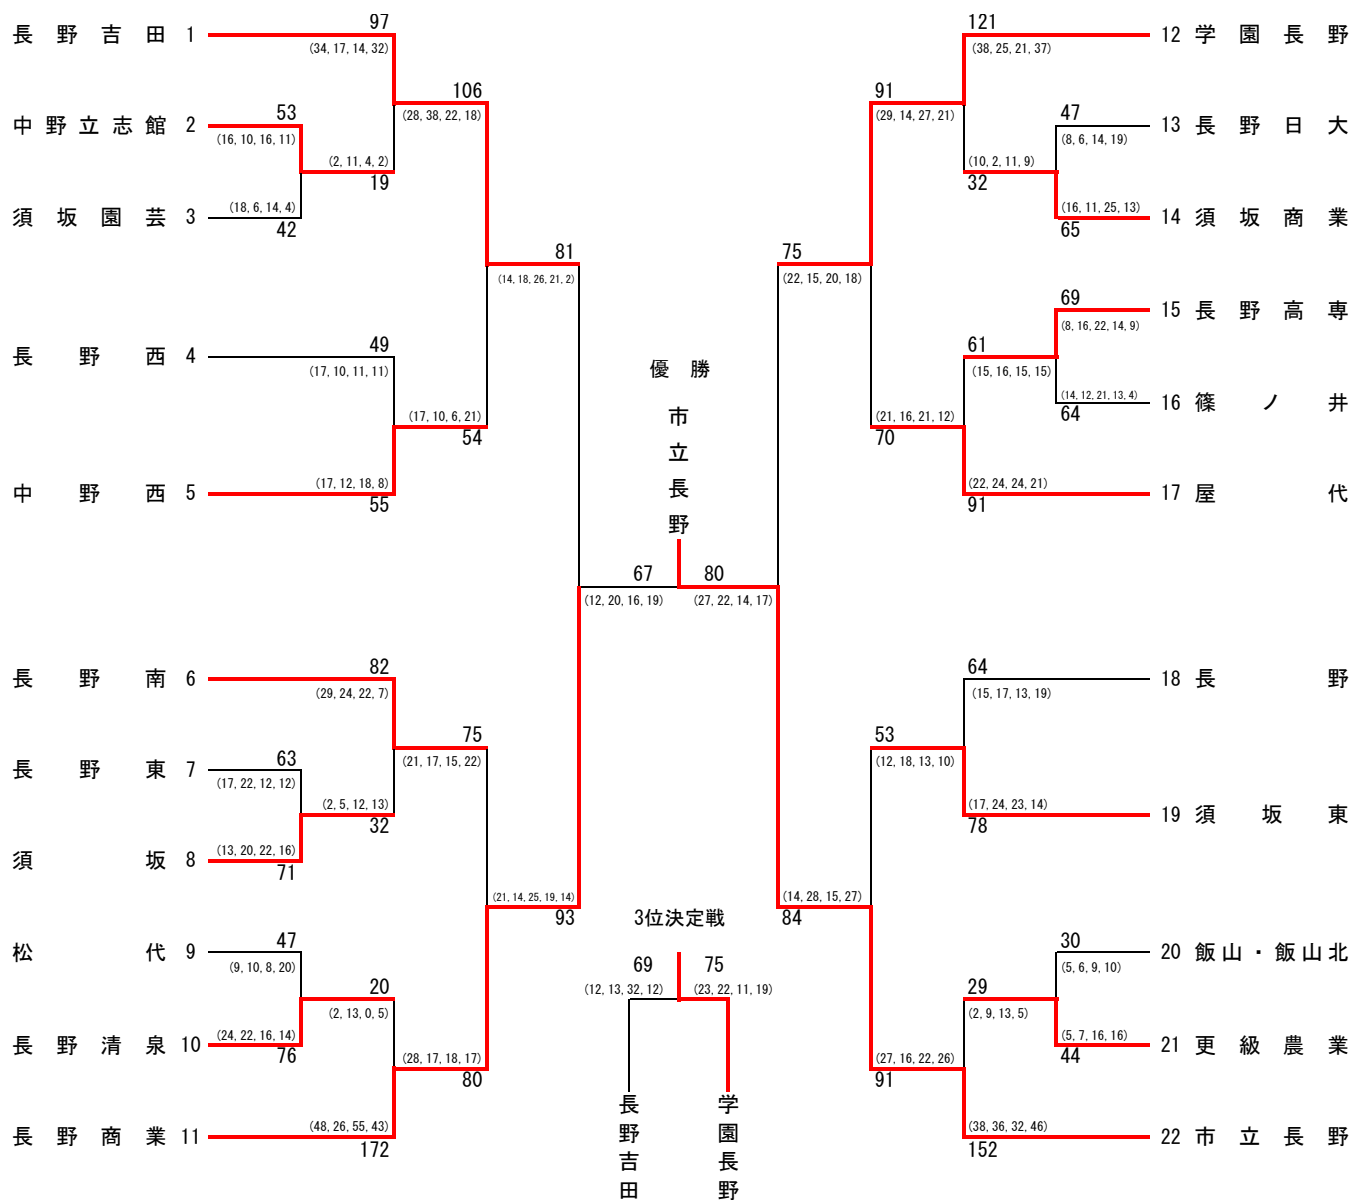 長野吉田 1
97
(34, 17, 14, 32)
中野立志館 2
53
(16, 10, 16, 11)
(2, 11, 4, 2)
19
須坂園芸 3
(18, 6, 14, 4)
42
106
(28, 38, 22, 18)
長野西 4
49
(17, 10, 11, 11)
中野西 5
(17, 12, 18, 8)
55
(17, 10, 6, 21)
54
81
(14, 18, 26, 21, 2)
長野南 6
82
(29, 24, 22, 7)
長野東 7
63
(17, 22, 12, 12)
(2, 5, 12, 13)
32
須坂 8
(13, 20, 22, 16)
71
75
(21, 17, 15, 22)
松代 9
47
(9, 10, 8, 20)
20
(2, 13, 0, 5)
長野清泉 10
(24, 22, 16, 14)
76
長野商業 11
(48, 26, 55, 43)
172
(28, 17, 18, 17)
80
(21, 14, 25, 19, 14)
93
優勝
市立長野
67
(12, 20, 16, 19)
80
(27, 22, 14, 17)
3位決定戦
69
(12, 13, 32, 12)
75
(23, 22, 11, 19)
長野吉田
学園長野
121
(38, 25, 21, 37)
12 学園長野
91
(29, 14, 27, 21)
47
(8, 6, 14, 19)
13 長野日大
(10, 2, 11, 9)
32
(16, 11, 25, 13)
65
14 須坂商業
75
(22, 15, 20, 18)
69
(8, 16, 22, 14, 9)
15 長野高専
61
(15, 16, 15, 15)
(14, 12, 21, 13, 4)
64
16 篠ノ井
(21, 16, 21, 12)
70
(22, 24, 24, 21)
91
17 屋代
64
(15, 17, 13, 19)
18 長野
53
(12, 18, 13, 10)
(17, 24, 23, 14)
78
19 須坂東
(14, 28, 15, 27)
84
30
(5, 6, 9, 10)
20 飯山・飯山北
29
(2, 9, 13, 5)
(5, 7, 16, 16)
44
21 更級農業
(27, 16, 22, 26)
91
(38, 36, 32, 46)
152
22 市立長野